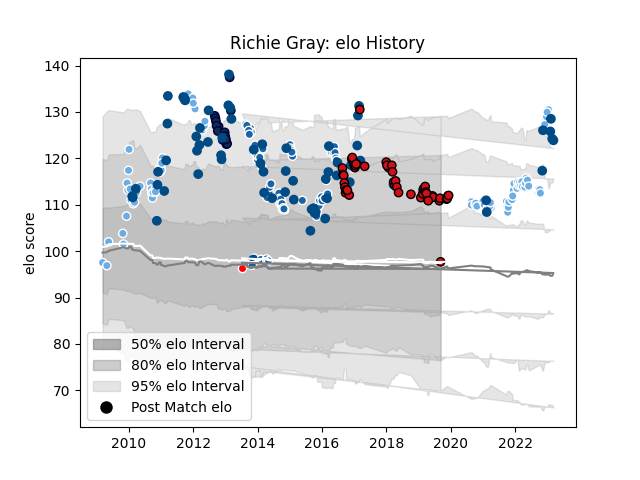 Richie Gray: elo History
elo score
140
130
120
110
100
90
80
70
50% elo Interval
80% elo Interval
95% elo Interval
Post Match elo
2010
2012
2014
2016
2018
2020
2022